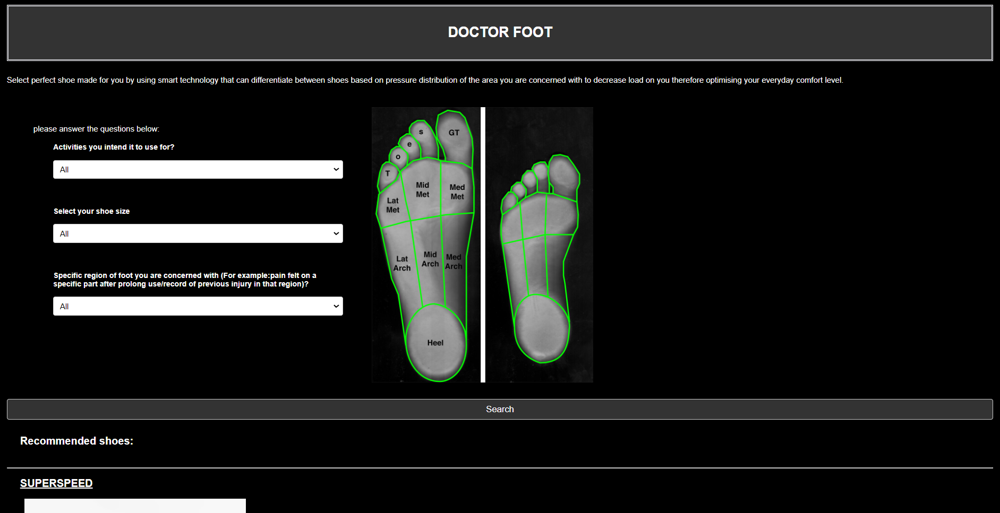 DOCTOR FOOT
Select perfect shoe made for you by using smart technology that can differentiate between shoes based on pressure distribution of the area you are concerned with to decrease load on you therefore optimising your everyday comfort level.
please answer the questions below:
Activities you intend it to use for?
All
Select your shoe size
All
Specific region of foot you are concerned with (For example:pain felt on a
specific part after prolong use/record of previous injury in that region)?
All
T
o
e
s
GT
Lat
Met
Mid
Met
Med
Met
Lat
Arch
Mid
Arch
Med
Arch
Heel
Search
Recommended shoes:
SUPERSPEED